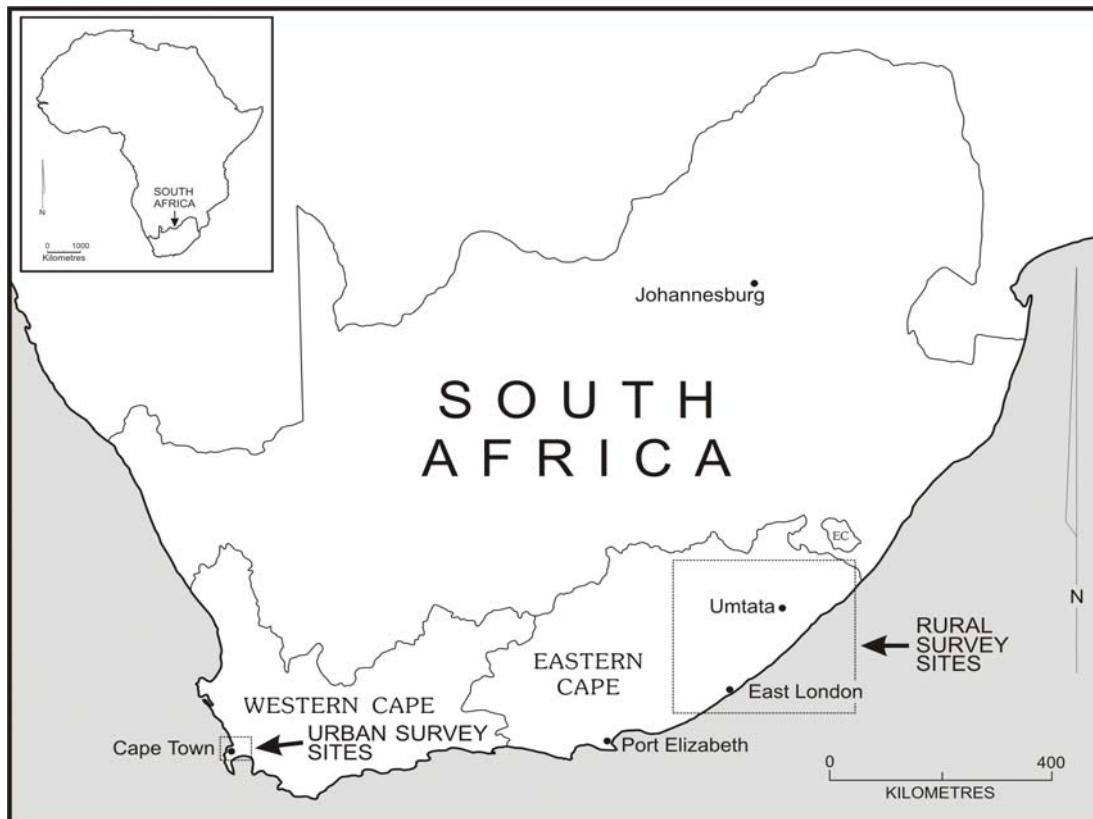 SOUTH
AFRICA
N
0 1000
Kilometres
Johannesburg
SOUTH
AFRICA
EC
Umtata
N
RURAL
SURVEY
SITES
EASTERN
CAPE
East London
WESTERN CAPE
URBAN SURVEY
SITES
Cape Town
Port Elizabeth
0 400
KILOMETRES